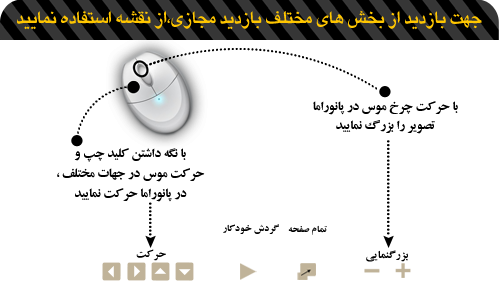 جهت بازدید از بخش های مختلف بازدید مجازی،از نقشه استفاده نمایید
با حرکت چرخ موس در پانوراما
تصویر را بزرگ نمایید
با نگه داشتن کلید چپ و
حرکت موس در جهات مختلف ،
در پانوراما حرکت نمایید
تمام صفحه
گردش خودکار
بزرگنمایی
حرکت